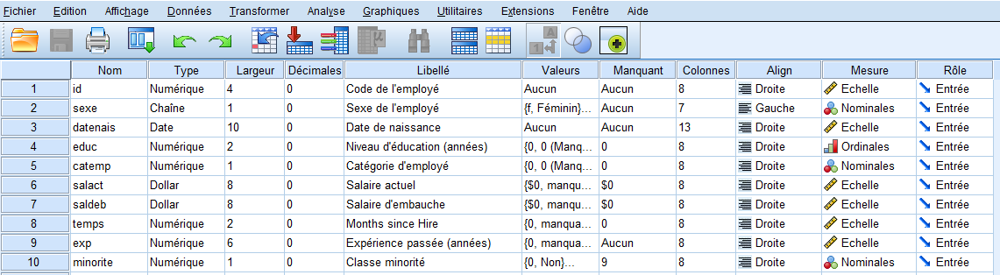 Fichier Edition Affichage Données Transformer Analyse Graphiques Utilitaires Extensions Fenêtre Aide
Nom Type Largeur Décimales Libellé Valeurs Manquant Colonnes Align Mesure Rôle
1 id Numérique 4 0 Code de l'employé Aucun Aucun 8 Droite Echelle Entrée
2 sexe Chaîne 1 0 Sexe de l'employé {f, Féminin}... Aucun 7 Gauche Nominales Entrée
3 datenais Date 10 0 Date de naissance Aucun Aucun 13 Droite Echelle Entrée
4 educ Numérique 2 0 Niveau d'éducation (années) {0, 0 (Manq... 0 8 Droite Ordinales Entrée
5 catemp Numérique 1 0 Catégorie d'employé {0, 0 (Manq... 0 8 Droite Nominales Entrée
6 salact Dollar 8 0 Salaire actuel {$0, manqu... $0 8 Droite Echelle Entrée
7 saldeb Dollar 8 0 Salaire d'embauche {$0, manqu... $0 8 Droite Echelle Entrée
8 temps Numérique 2 0 Months since Hire {0, manqua... 0 8 Droite Echelle Entrée
9 exp Numérique 6 0 Expérience passée (années) {0, manqua... Aucun 8 Droite Echelle Entrée
10 minorite Numérique 1 0 Classe minorité {0, Non}... 9 8 Droite Nominales Entrée